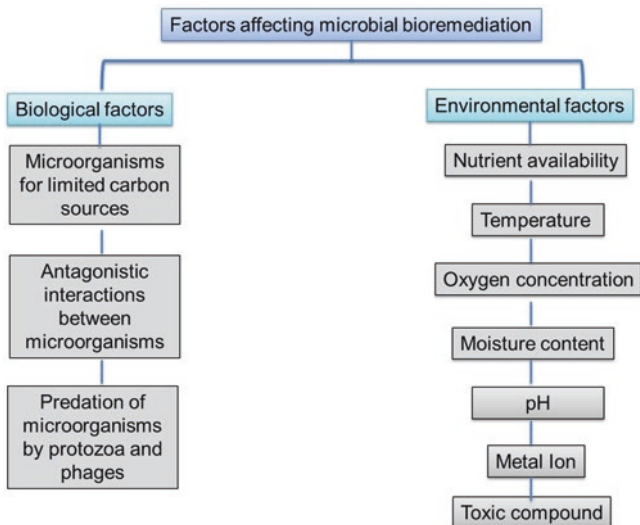 Factors affecting microbial bioremediation
Biological factors
Microorganisms
for limited carbon
sources
Antagonistic
interactions
between
microorganisms
Predation of
microorganisms
by protozoa and
phages
Environmental factors
Nutrient availability
Temperature
Oxygen concentration
Moisture content
pH
Metal Ion
Toxic compound